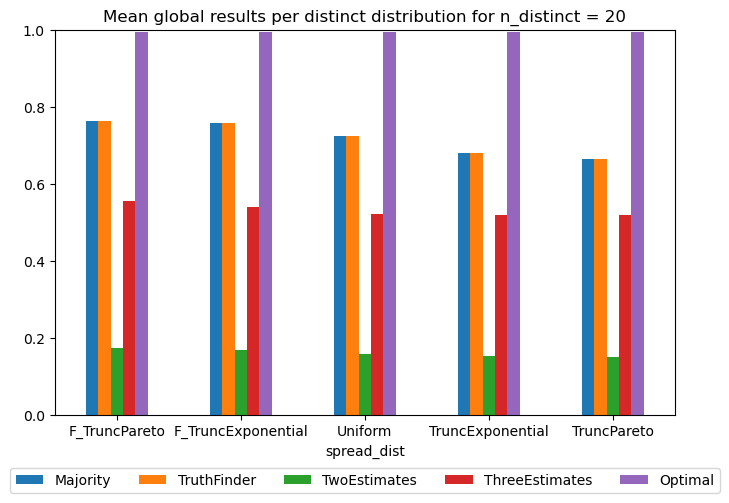 Mean global results per distinct distribution for n_distinct = 20
1.0
0.8
0.6
0.4
0.2
0.0
F_TruncPareto F_TruncExponential Uniform TruncExponential TruncPareto
spread_dist
Majority TruthFinder TwoEstimates ThreeEstimates Optimal